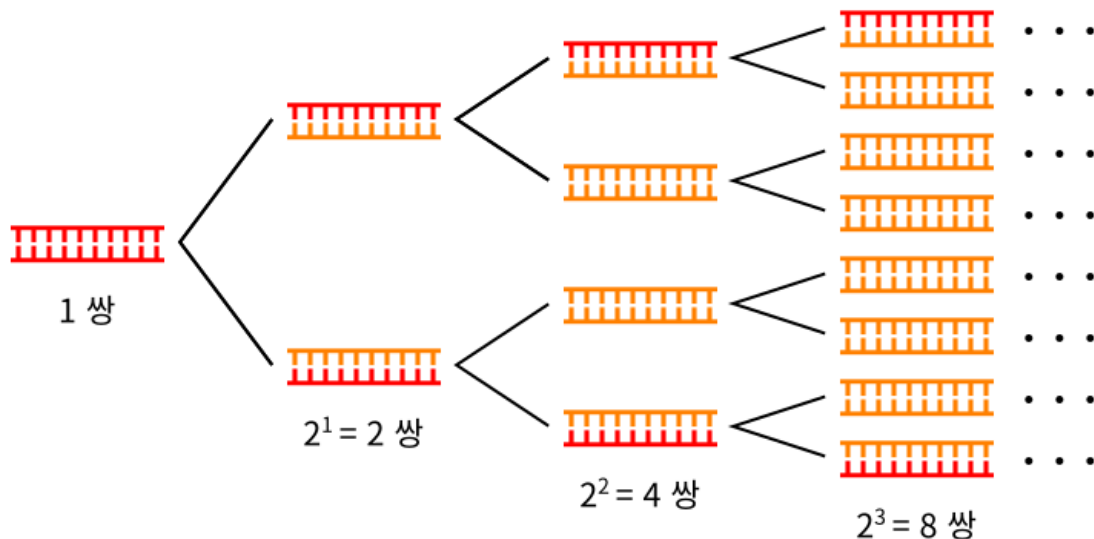 1 쌍
2¹ = 2 쌍
2² = 4 쌍
2³ = 8 쌍